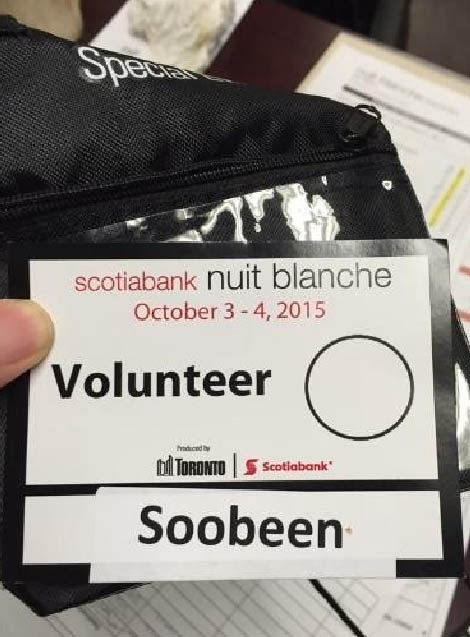 Special
scotiabank nuit blanche
October 3 - 4, 2015
Volunteer
Produced by
TORONTO | Scotiabank
Soobeen